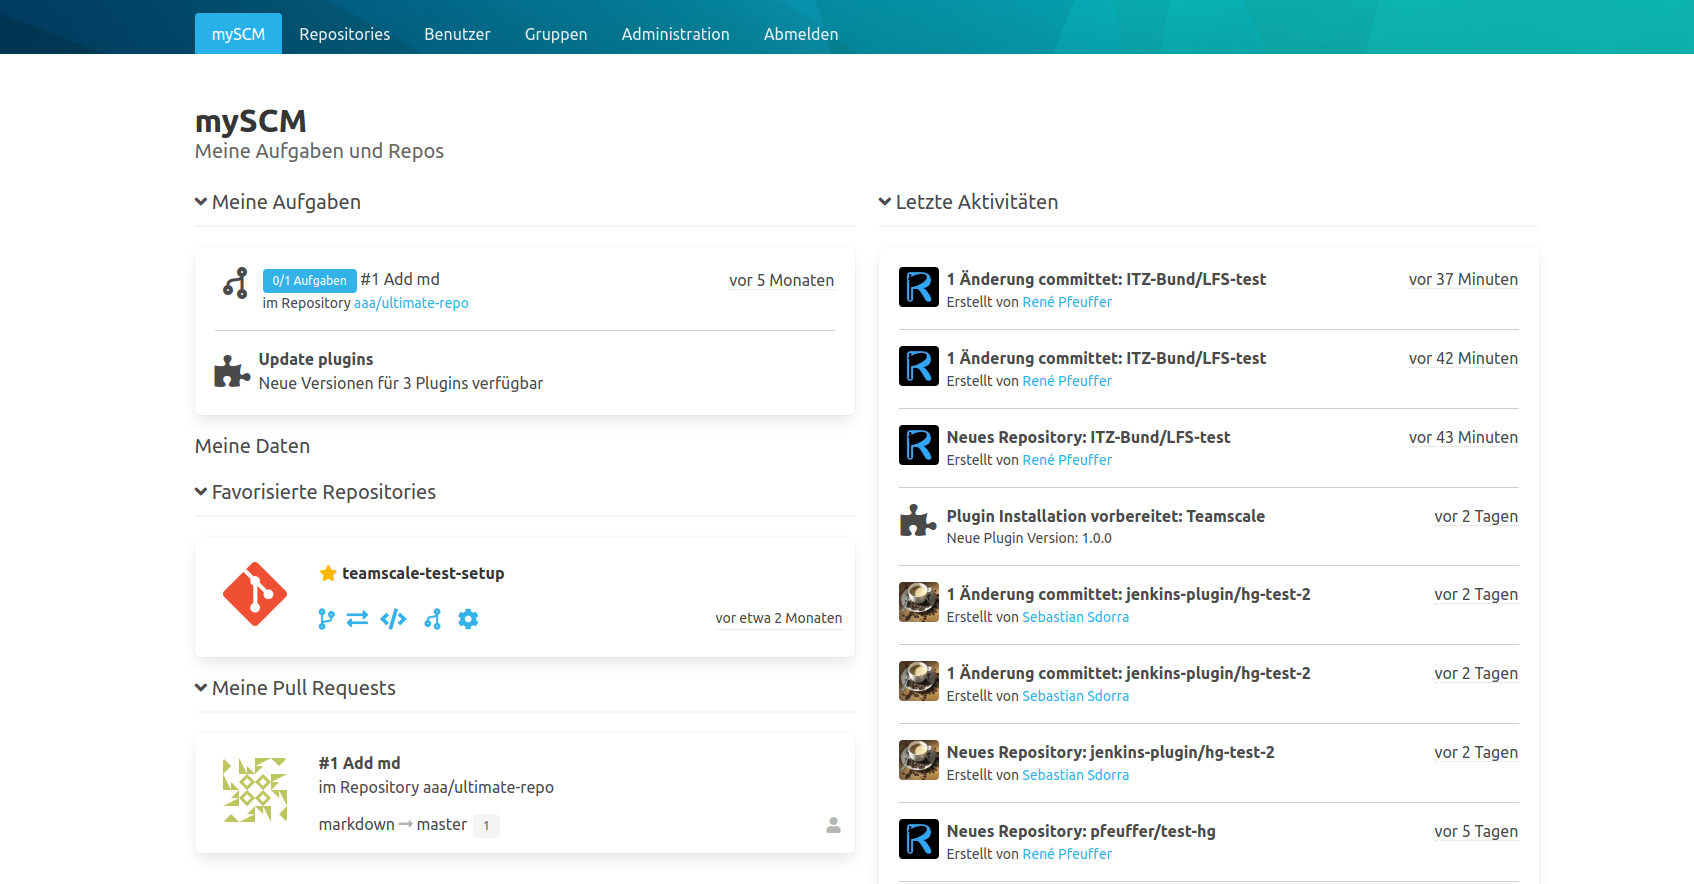 mySCM Repositories Benutzer Gruppen Administration Abmelden
mySCM
Meine Aufgaben und Repos
Meine Aufgaben
0/1 Aufgaben #1 Add md vor 5 Monaten
im Repository aaa/ultimate-repo
Update plugins
Neue Versionen für 3 Plugins verfügbar
Meine Daten
Favorisierte Repositories
teamscale-test-setup
vor etwa 2 Monaten
Meine Pull Requests
#1 Add md
im Repository aaa/ultimate-repo
markdown → master 1
Letzte Aktivitäten
1 Änderung committet: ITZ-Bund/LFS-test vor 37 Minuten
Erstellt von René Pfeuffer
1 Änderung committet: ITZ-Bund/LFS-test vor 42 Minuten
Erstellt von René Pfeuffer
Neues Repository: ITZ-Bund/LFS-test vor 43 Minuten
Erstellt von René Pfeuffer
Plugin Installation vorbereitet: Teamscale vor 2 Tagen
Neue Plugin Version: 1.0.0
1 Änderung committet: jenkins-plugin/hg-test-2 vor 2 Tagen
Erstellt von Sebastian Sdorra
1 Änderung committet: jenkins-plugin/hg-test-2 vor 2 Tagen
Erstellt von Sebastian Sdorra
Neues Repository: jenkins-plugin/hg-test-2 vor 2 Tagen
Erstellt von Sebastian Sdorra
Neues Repository: pfeuffer/test-hg vor 5 Tagen
Erstellt von René Pfeuffer